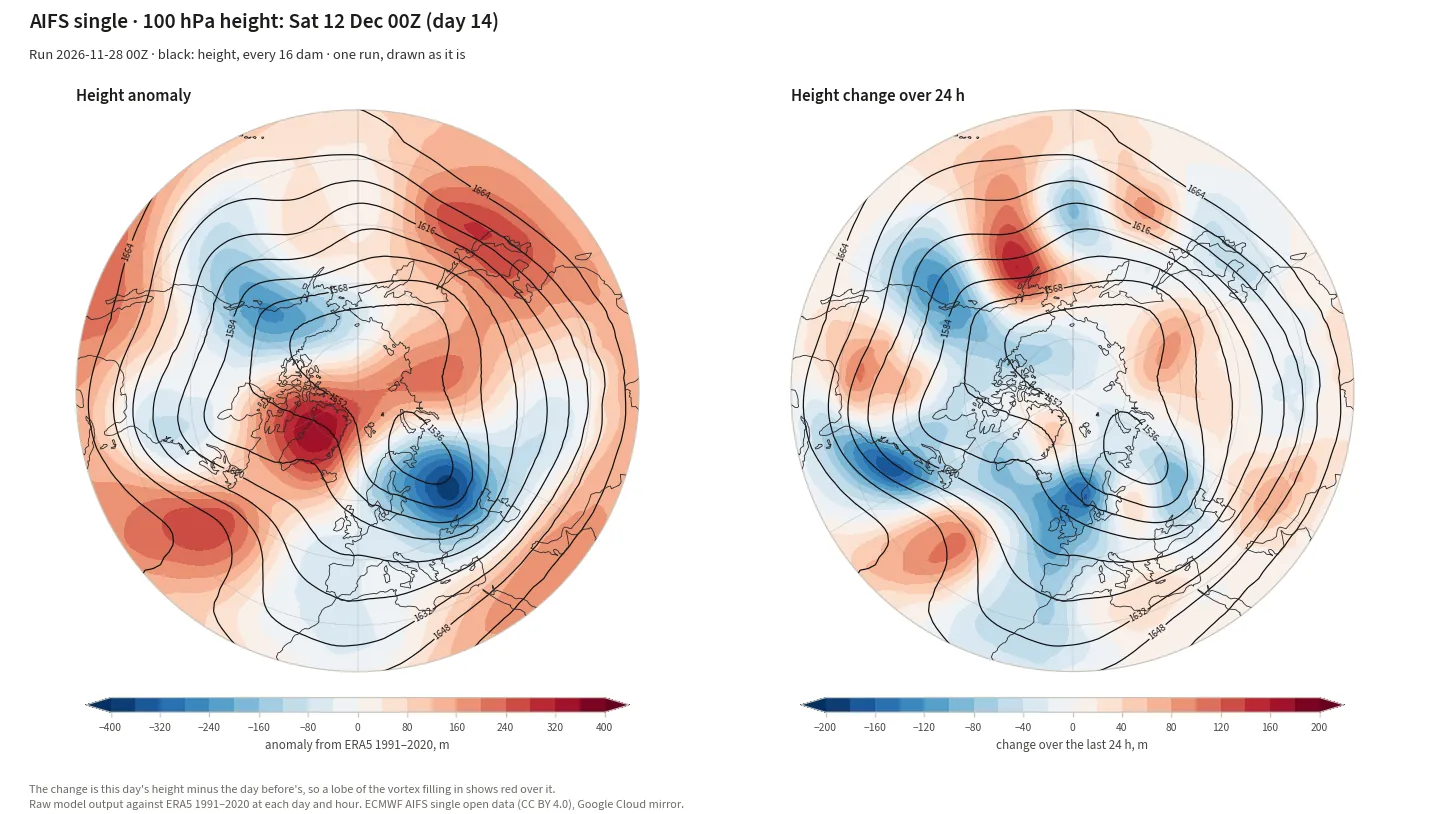 AIFS single · 100 hPa height: Sat 12 Dec 00Z (day 14)
Run 2026-11-28 00Z · black: height, every 16 dam · one run, drawn as it is
Height anomaly
Height change over 24 h
1664
1616
1664
1568
1584
1552
1536
1632
1648
1664
1616
1664
1568
1584
1552
1536
1632
1648
−400 −320 −240 −160 −80 0 80 160 240 320 400
anomaly from ERA5 1991–2020, m
−200 −160 −120 −80 −40 0 40 80 120 160 200
change over the last 24 h, m
The change is this day's height minus the day before's, so a lobe of the vortex filling in shows red over it.
Raw model output against ERA5 1991–2020 at each day and hour. ECMWF AIFS single open data (CC BY 4.0), Google Cloud mirror.